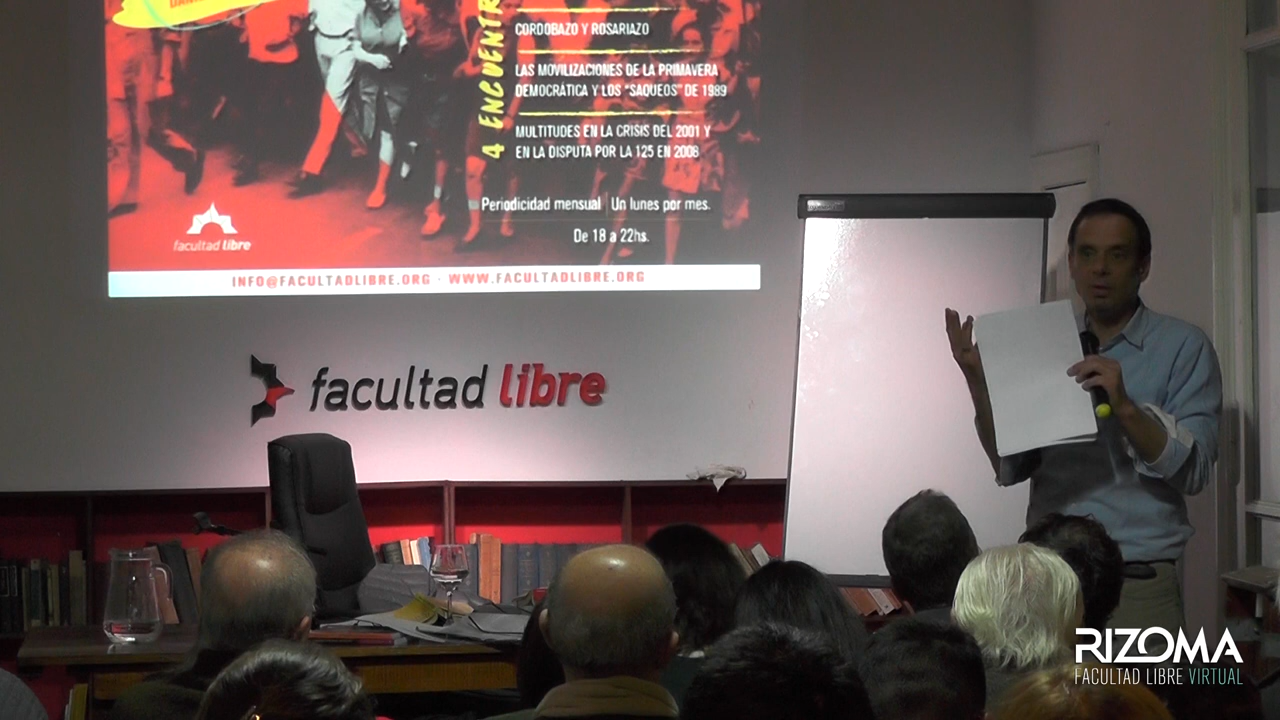 4 ENCUENTR
CORDOBAZO Y ROSARIAZO
LAS MOVILIZACIONES DE LA PRIMAVERA
DEMOCRÁTICA Y LOS "SAQUEOS" DE 1989
MULTITUDES EN LA CRISIS DEL 2001 Y
EN LA DISPUTA POR LA 125 EN 2008
Periodicidad mensual | Un lunes por mes.
De 18 a 22hs.
facultad libre
INFO@FACULTADLIBRE.ORG · WWW.FACULTADLIBRE.ORG
facultad libre
RIZOMA
FACULTAD LIBRE VIRTUAL